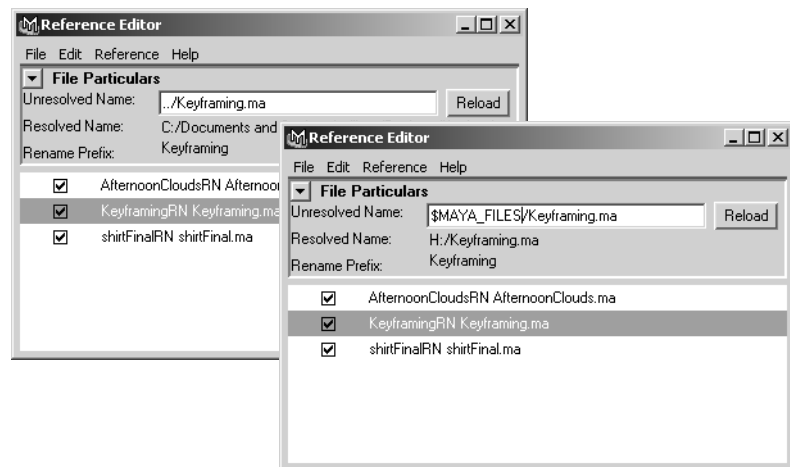 Reference Editor
File Edit Reference Help
File Particulars
Unresolved Name: ../Keyframing.ma Reload
Resolved Name: C:/Documents and
Rename Prefix: Keyframing
AfternoonCloudsRN
KeyframingRN Keyframing.ma
shirtFinalRN shirtFinal.ma
Reference Editor
File Edit Reference Help
File Particulars
Unresolved Name: $MAYA_FILES/Keyframing.ma Reload
Resolved Name: H:/Keyframing.ma
Rename Prefix: Keyframing
AfternoonCloudsRN AfternoonClouds.ma
KeyframingRN Keyframing.ma
shirtFinalRN shirtFinal.ma